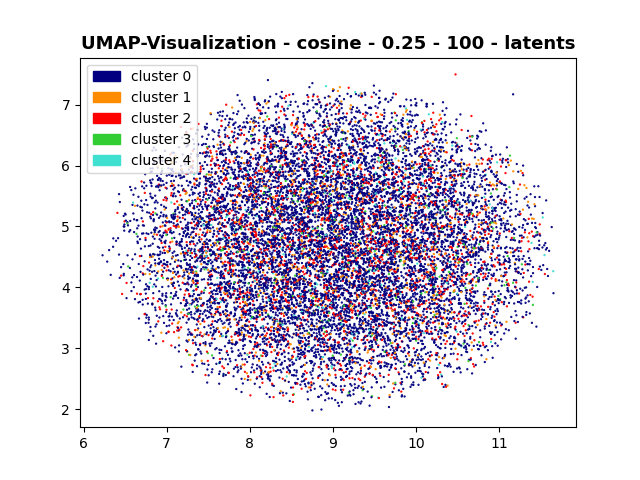 UMAP-Visualization - cosine - 0.25 - 100 - latents
cluster 0
cluster 1
cluster 2
cluster 3
cluster 4
7
6
5
4
3
2
6 7 8 9 10 11